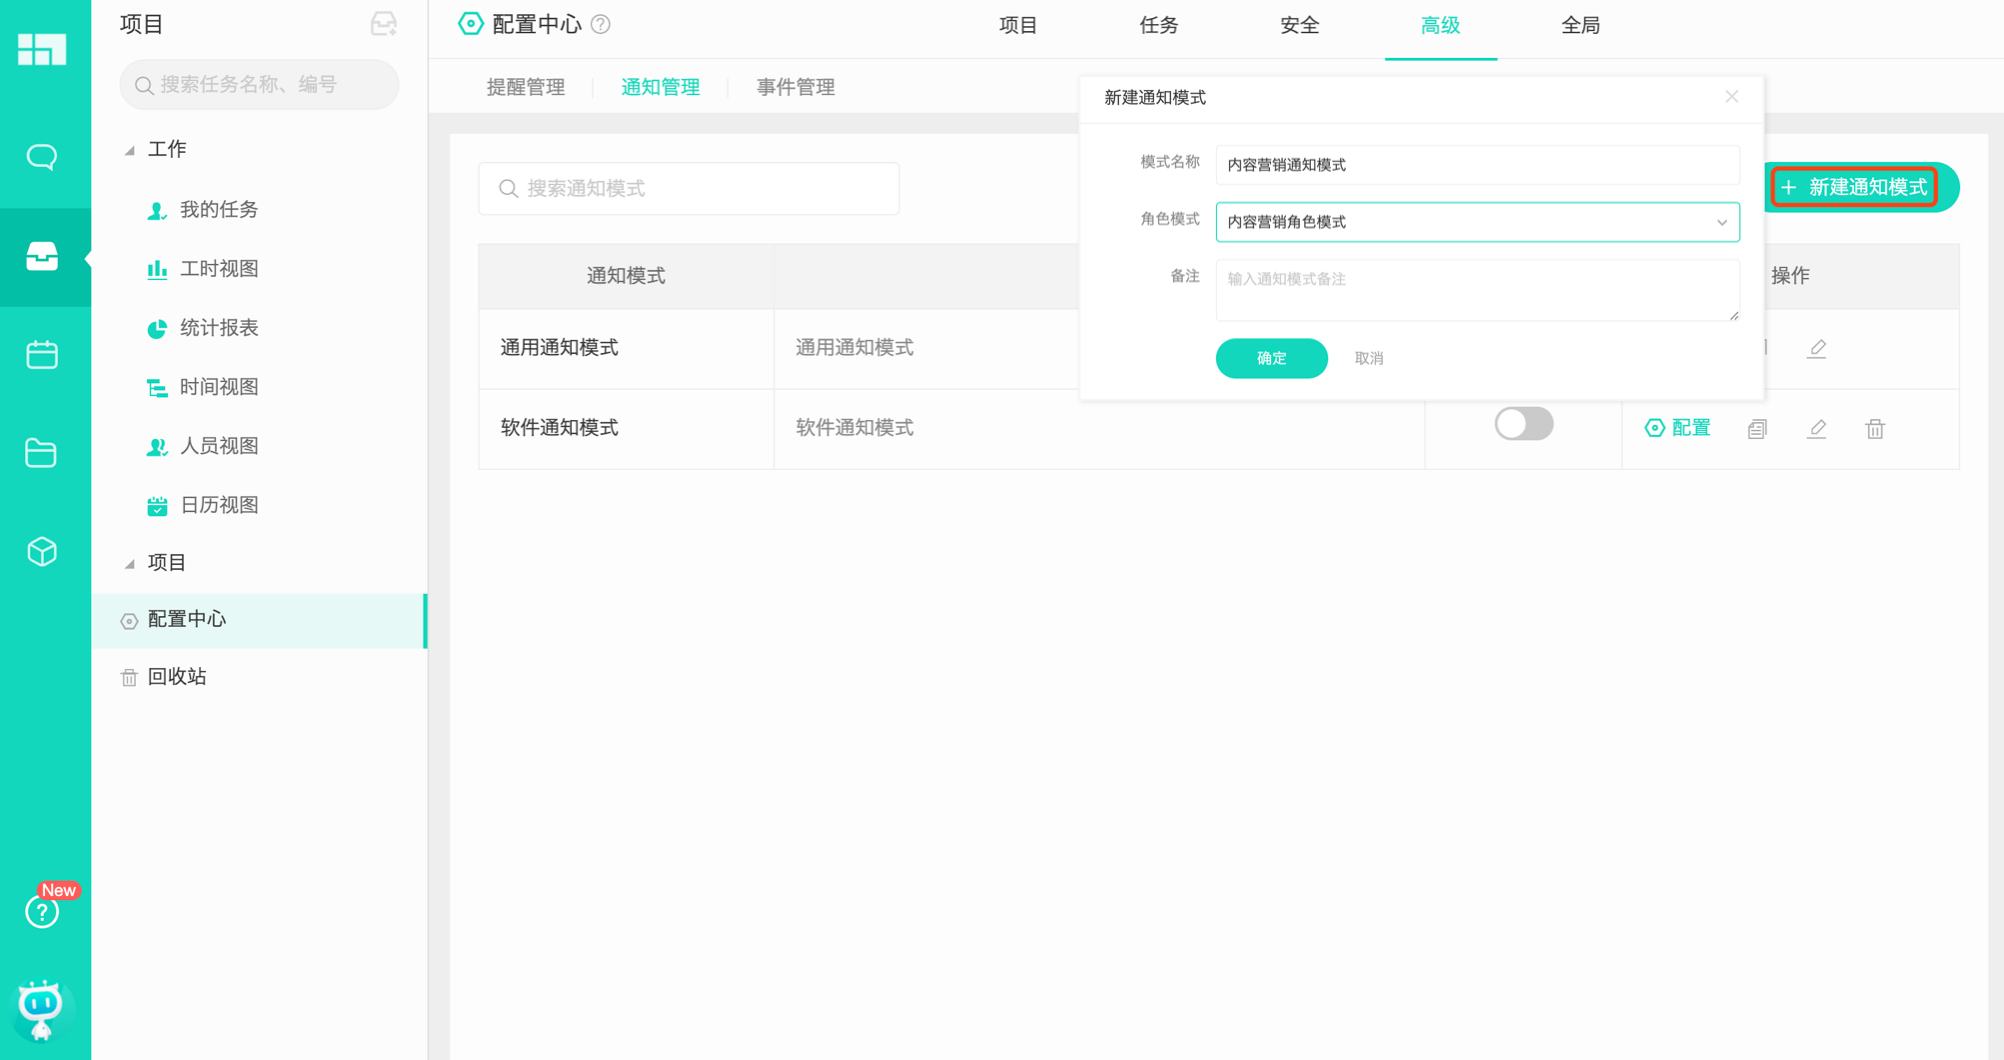 项目
搜索任务名称、编号
工作
我的任务
工时视图
统计报表
时间视图
人员视图
日历视图
项目
配置中心
回收站
New
?
配置中心 ?
项目
任务
安全
高级
全局
提醒管理
通知管理
事件管理
搜索通知模式
+ 新建通知模式
通知模式
操作
通用通知模式
通用通知模式
软件通知模式
软件通知模式
配置
新建通知模式
模式名称
内容营销通知模式
角色模式
内容营销角色模式
备注
输入通知模式备注
确定
取消